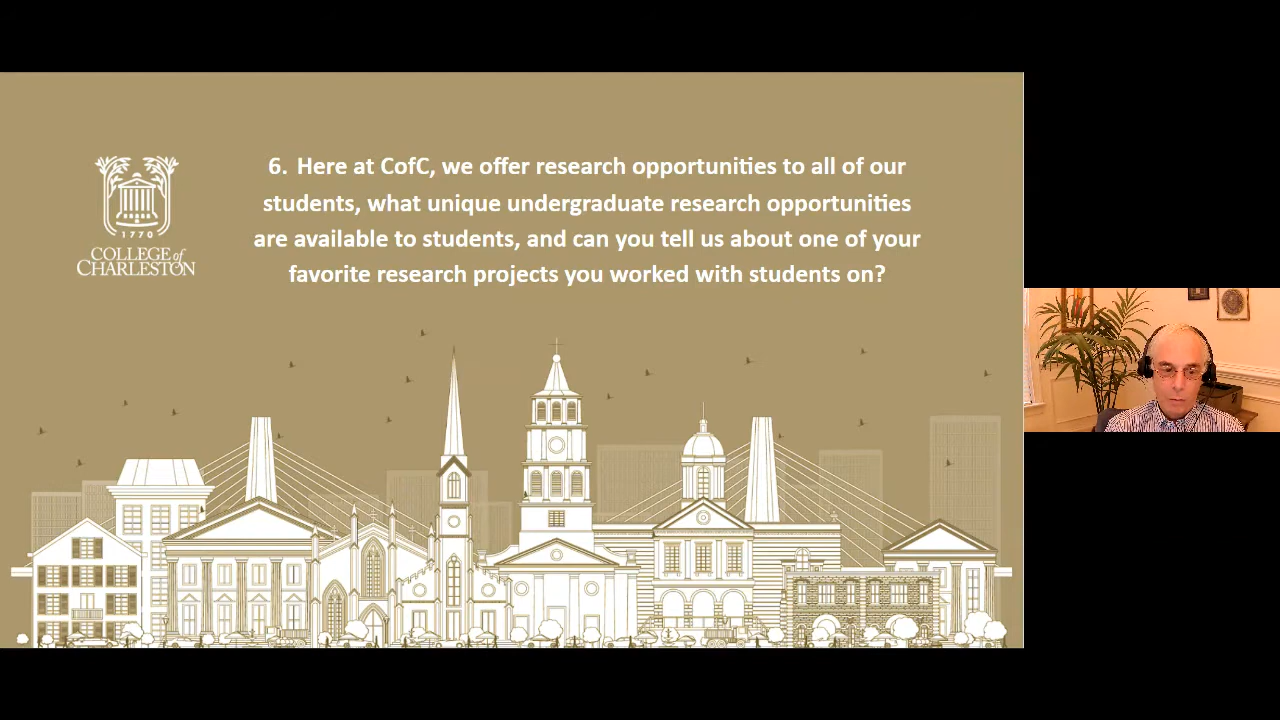 6. Here at CofC, we offer research opportunities to all of our
students, what unique undergraduate research opportunities
are available to students, and can you tell us about one of your
favorite research projects you worked with students on?
1770
COLLEGE of
CHARLESTON